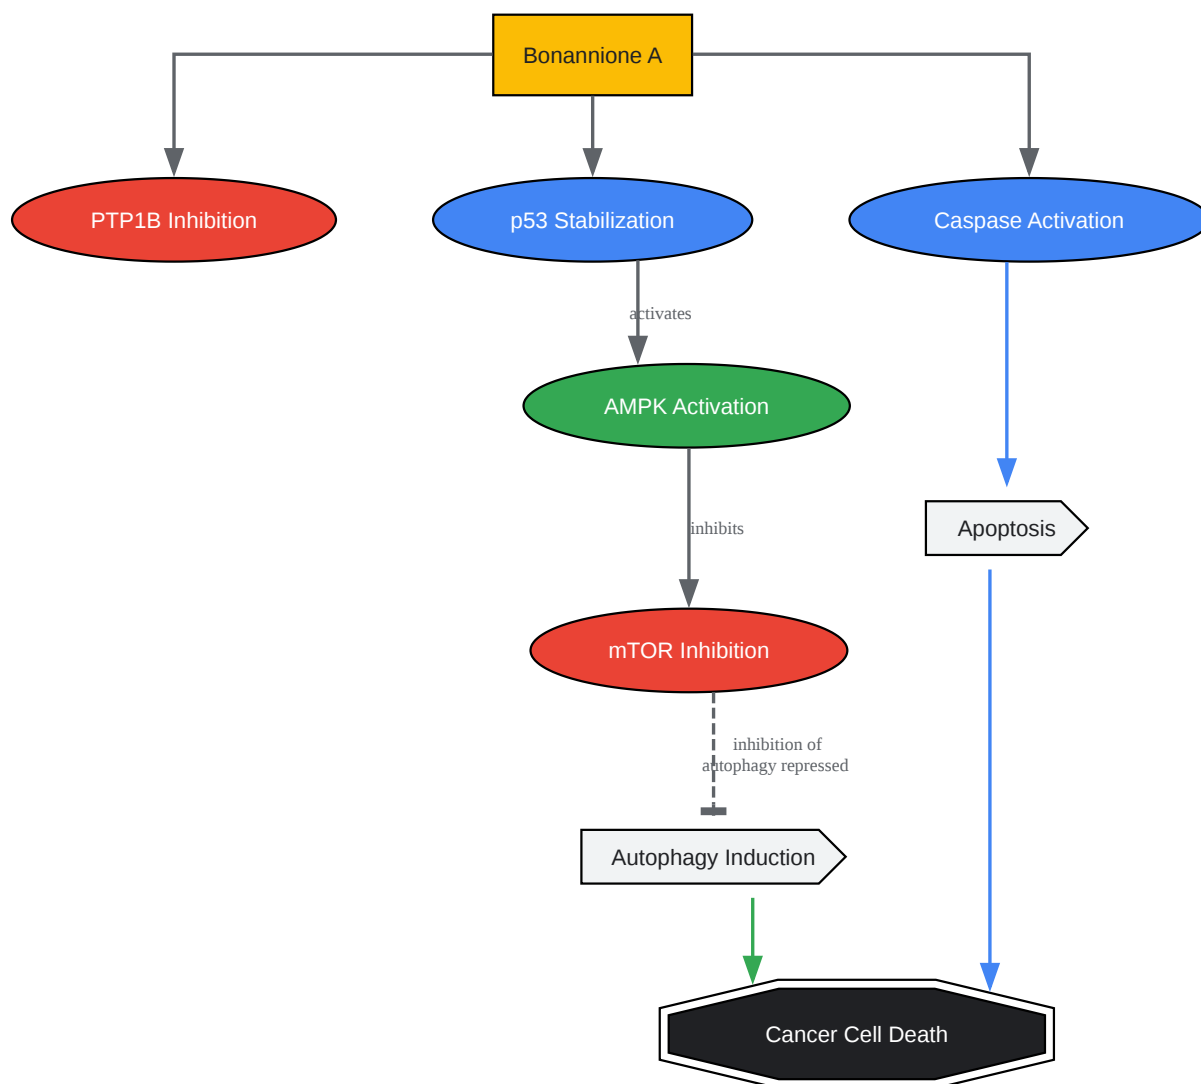 Bonannione A
PTP1B Inhibition
p53 Stabilization
Caspase Activation
activates
AMPK Activation
inhibits
Apoptosis
mTOR Inhibition
inhibition of
autophagy repressed
Autophagy Induction
Cancer Cell Death